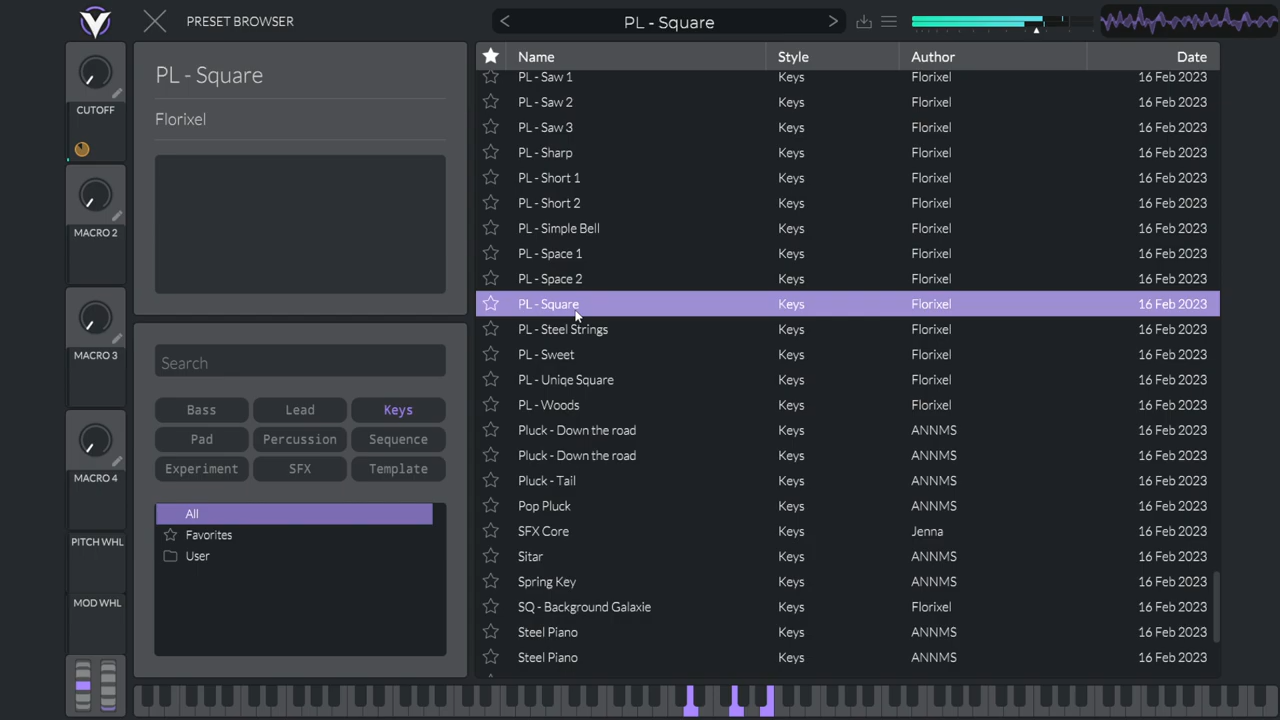 PRESET BROWSER
PL - Square
CUTOFF
MACRO 2
MACRO 3
MACRO 4
PITCH WHL
MOD WHL
PL - Square
Florixel
Search
Bass Lead Keys
Pad Percussion Sequence
Experiment SFX Template
All
Favorites
User
Name Style Author Date
PL - Saw 1 Keys Florixel 16 Feb 2023
PL - Saw 2 Keys Florixel 16 Feb 2023
PL - Saw 3 Keys Florixel 16 Feb 2023
PL - Sharp Keys Florixel 16 Feb 2023
PL - Short 1 Keys Florixel 16 Feb 2023
PL - Short 2 Keys Florixel 16 Feb 2023
PL - Simple Bell Keys Florixel 16 Feb 2023
PL - Space 1 Keys Florixel 16 Feb 2023
PL - Space 2 Keys Florixel 16 Feb 2023
PL - Square Keys Florixel 16 Feb 2023
PL - Steel Strings Keys Florixel 16 Feb 2023
PL - Sweet Keys Florixel 16 Feb 2023
PL - Uniqe Square Keys Florixel 16 Feb 2023
PL - Woods Keys Florixel 16 Feb 2023
Pluck - Down the road Keys ANNMS 16 Feb 2023
Pluck - Down the road Keys ANNMS 16 Feb 2023
Pluck - Tail Keys ANNMS 16 Feb 2023
Pop Pluck Keys ANNMS 16 Feb 2023
SFX Core Keys Jenna 16 Feb 2023
Sitar Keys ANNMS 16 Feb 2023
Spring Key Keys ANNMS 16 Feb 2023
SQ - Background Galaxie Keys Florixel 16 Feb 2023
Steel Piano Keys ANNMS 16 Feb 2023
Steel Piano Keys ANNMS 16 Feb 2023